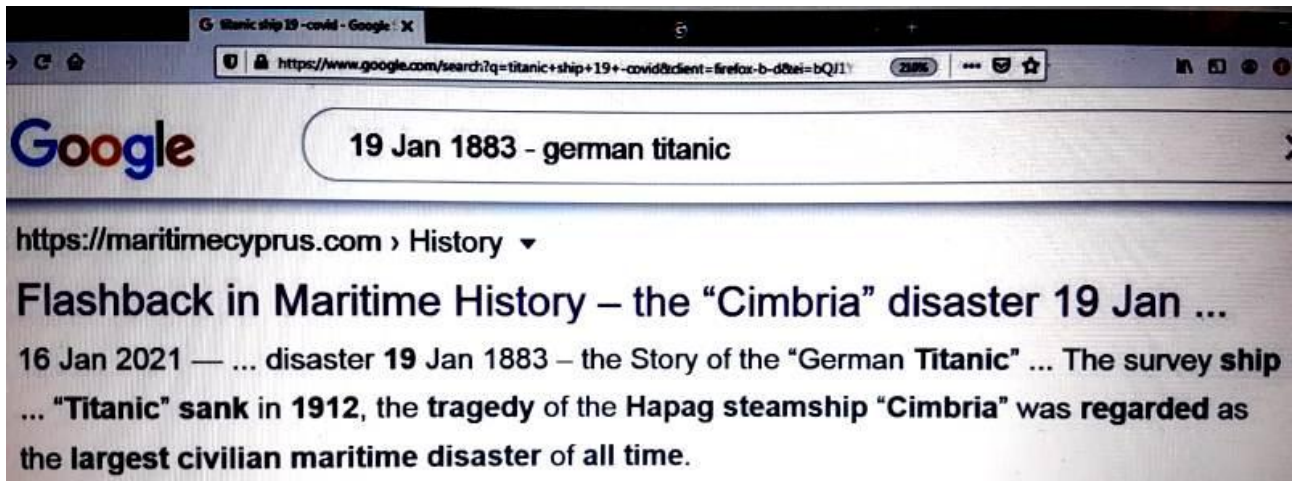 titanic ship 19 -covid - Google
https://www.google.com/search?q=titanic+ship+19+-covid&client=firefox-b-d&ei=bQJ1Y
210%
Google
19 Jan 1883 - german titanic
https://maritimecyprus.com › History
Flashback in Maritime History – the “Cimbria” disaster 19 Jan ...
16 Jan 2021 — ... disaster 19 Jan 1883 – the Story of the “German Titanic” ... The survey ship
... “Titanic” sank in 1912, the tragedy of the Hapag steamship “Cimbria” was regarded as
the largest civilian maritime disaster of all time.